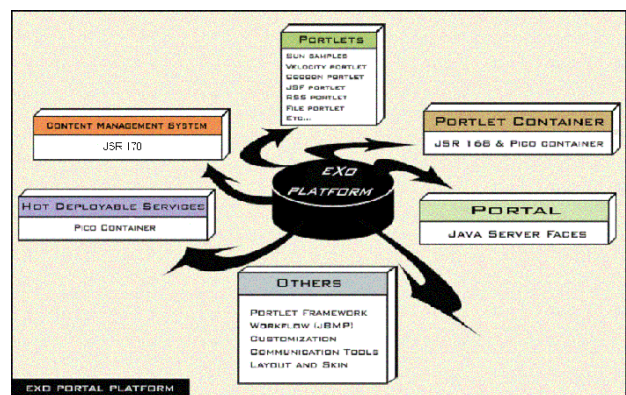 PORTLETS
SUN SAMPLES
VELOCITY PORTLET
COCOON PORTLET
JSF PORTLET
RSS PORTLET
FILE PORTLET
ETC...
CONTENT MANAGEMENT SYSTEM
JSR 170
PORTLET CONTAINER
JSR 168 & PICO CONTAINER
EXO
PLATFORM
HOT DEPLOYABLE SERVICES
PICO CONTAINER
PORTAL
JAVA SERVER FACES
OTHERS
PORTLET FRAMEWORK
WORKFLOW (JBMP)
CUSTOMIZATION
COMMUNICATION TOOLS
LAYOUT AND SKIN
EXO PORTAL PLATFORM